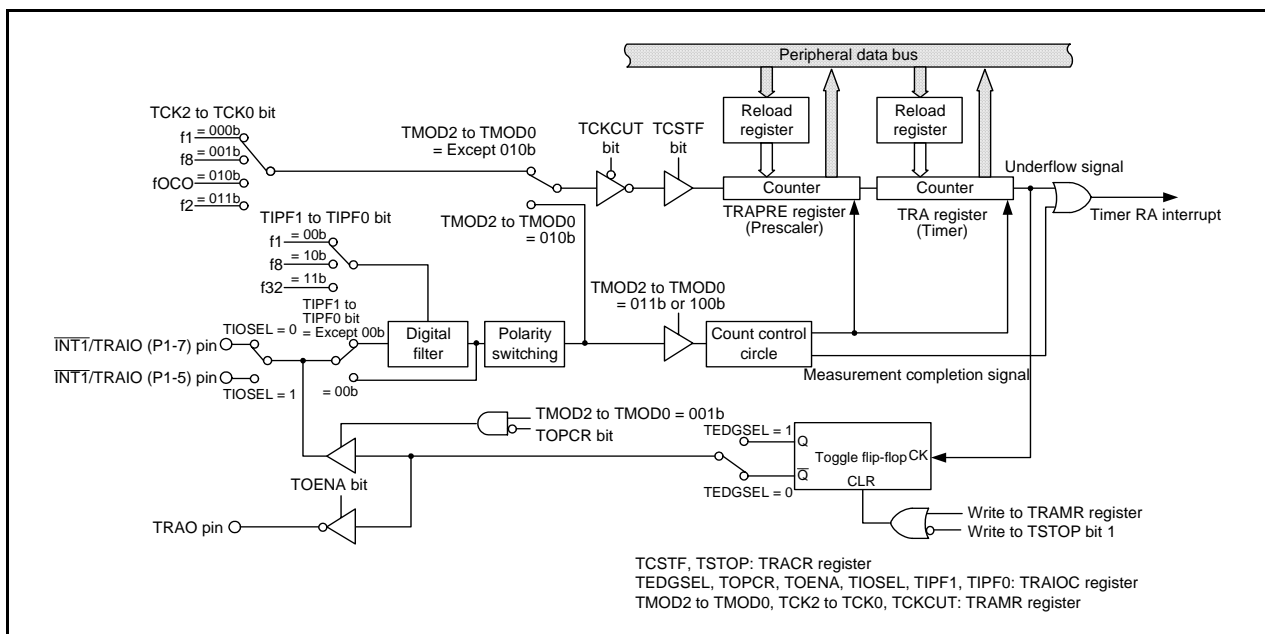 Peripheral data bus
TCK2 to TCK0 bit
f1 = 000b
f8 = 001b
fOCO = 010b
f2 = 011b
TMOD2 to TMOD0
= Except 010b
TCKCUT
bit
TCSTF
bit
Reload
register
Reload
register
Underflow signal
Counter
Counter
TRAPRE register
(Prescaler)
TRA register
(Timer)
Timer RA interrupt
TMOD2 to TMOD0
= 010b
TIPF1 to TIPF0 bit
f1 = 00b
f8 = 10b
f32 = 11b
TMOD2 to TMOD0
= 011b or 100b
TIPF1 to
TIPF0 bit
= Except 00b
TIOSEL = 0
INT1/TRAIO (P1-7) pin
Digital
filter
Polarity
switching
Count control
circle
Measurement completion signal
INT1/TRAIO (P1-5) pin
TIOSEL = 1
= 00b
TMOD2 to TMOD0 = 001b
TOPCR bit
TEDGSEL = 1
Q
Toggle flip-flop CK
Q
CLR
TEDGSEL = 0
TOENA bit
TRAO pin
Write to TRAMR register
Write to TSTOP bit 1
TCSTF, TSTOP: TRACR register
TEDGSEL, TOPCR, TOENA, TIOSEL, TIPF1, TIPF0: TRAIOC register
TMOD2 to TMOD0, TCK2 to TCK0, TCKCUT: TRAMR register